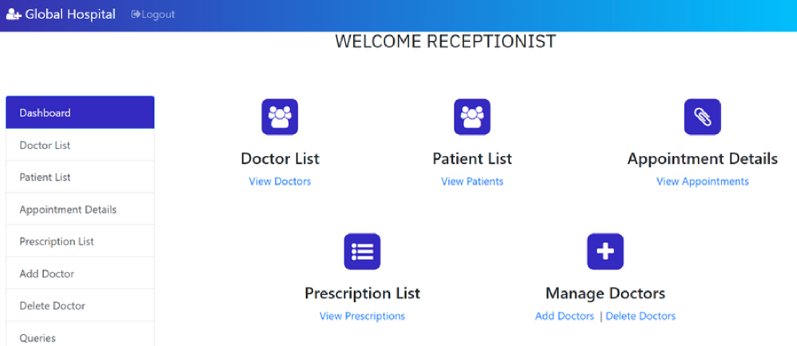 Global Hospital Logout
WELCOME RECEPTIONIST
Dashboard
Doctor List
Patient List
Appointment Details
Prescription List
Add Doctor
Delete Doctor
Queries
Doctor List
View Doctors
Patient List
View Patients
Appointment Details
View Appointments
Prescription List
View Prescriptions
Manage Doctors
Add Doctors | Delete Doctors